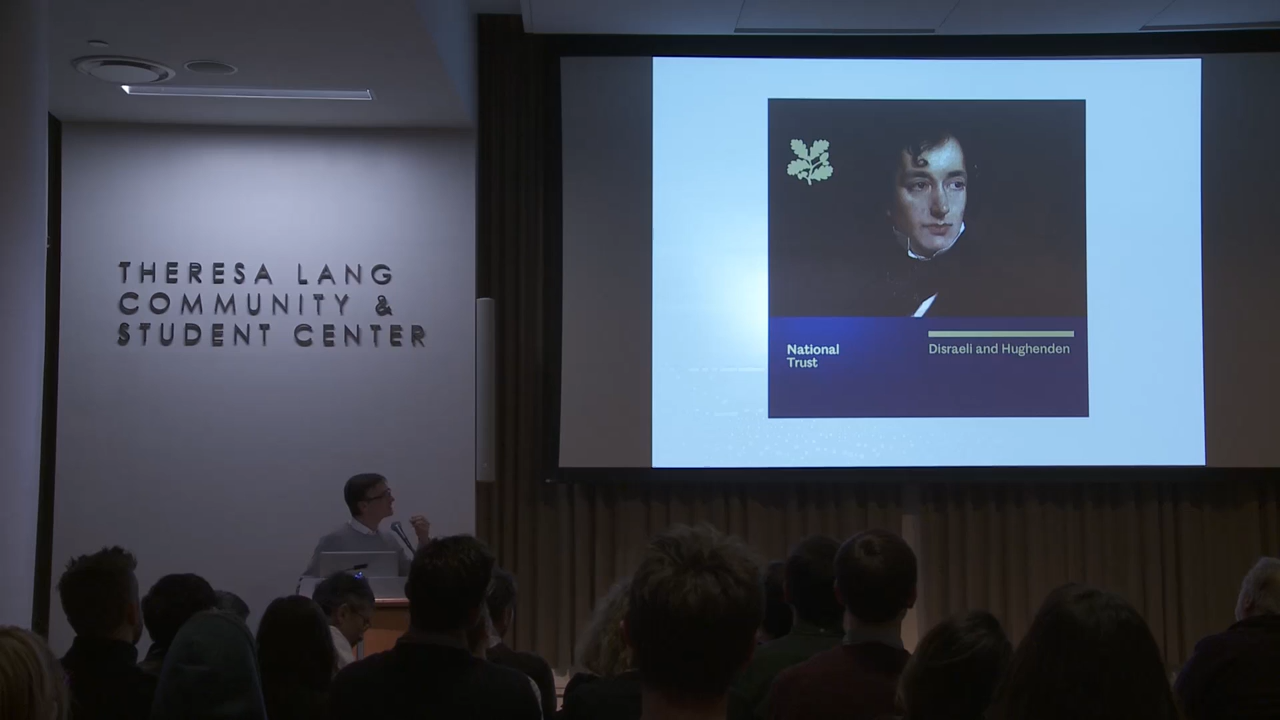 THERESA LANG
COMMUNITY &
STUDENT CENTER
National
Trust
Disraeli and Hughenden